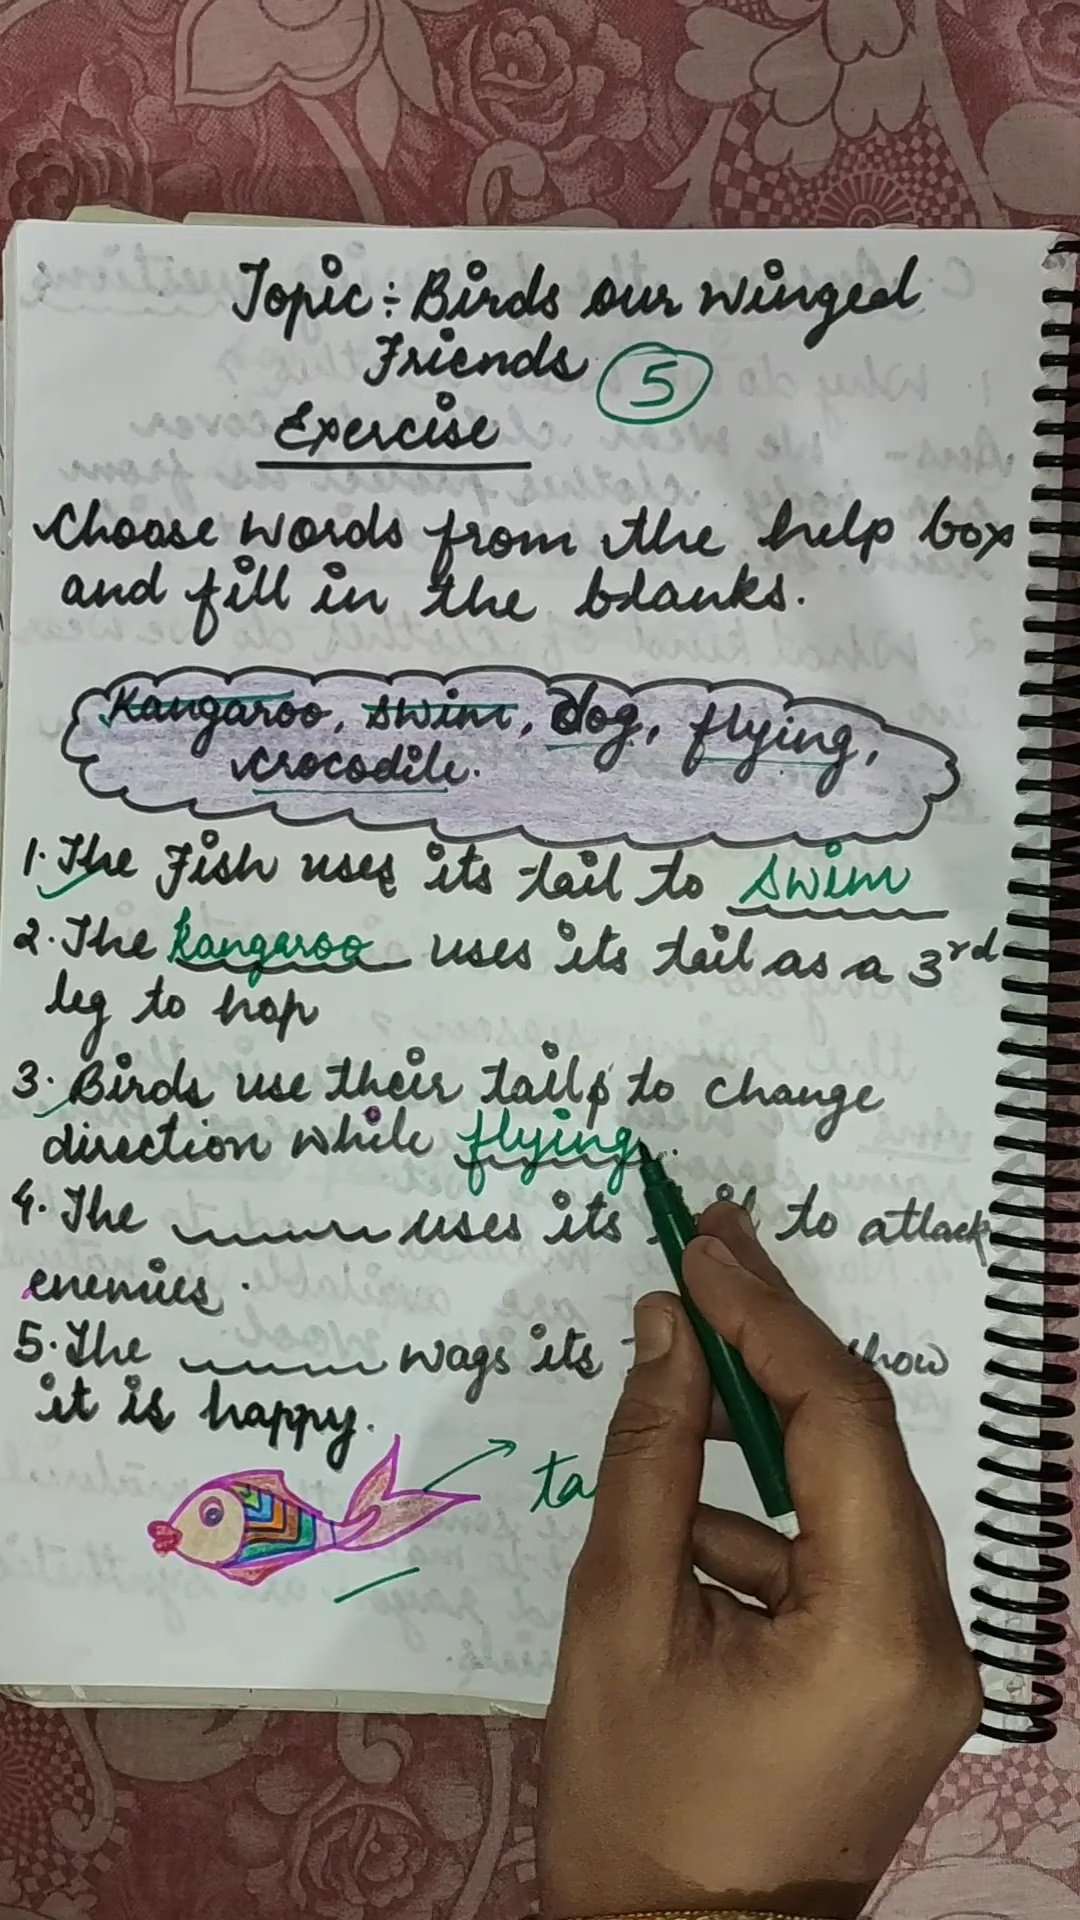 Topic:- Birds our winged
Friends 5
Exercise
Choose words from the help box
and fill in the blanks.
Kangaroo, swim, dog, flying,
crocodile.
1. The Fish uses its tail to swim
2. The Kangaroo uses its tail as a 3rd
leg to hop
3. Birds use their tails to change
direction while flying.
4. The uses its to attack
enemies.
5. The wags its show
it is happy.